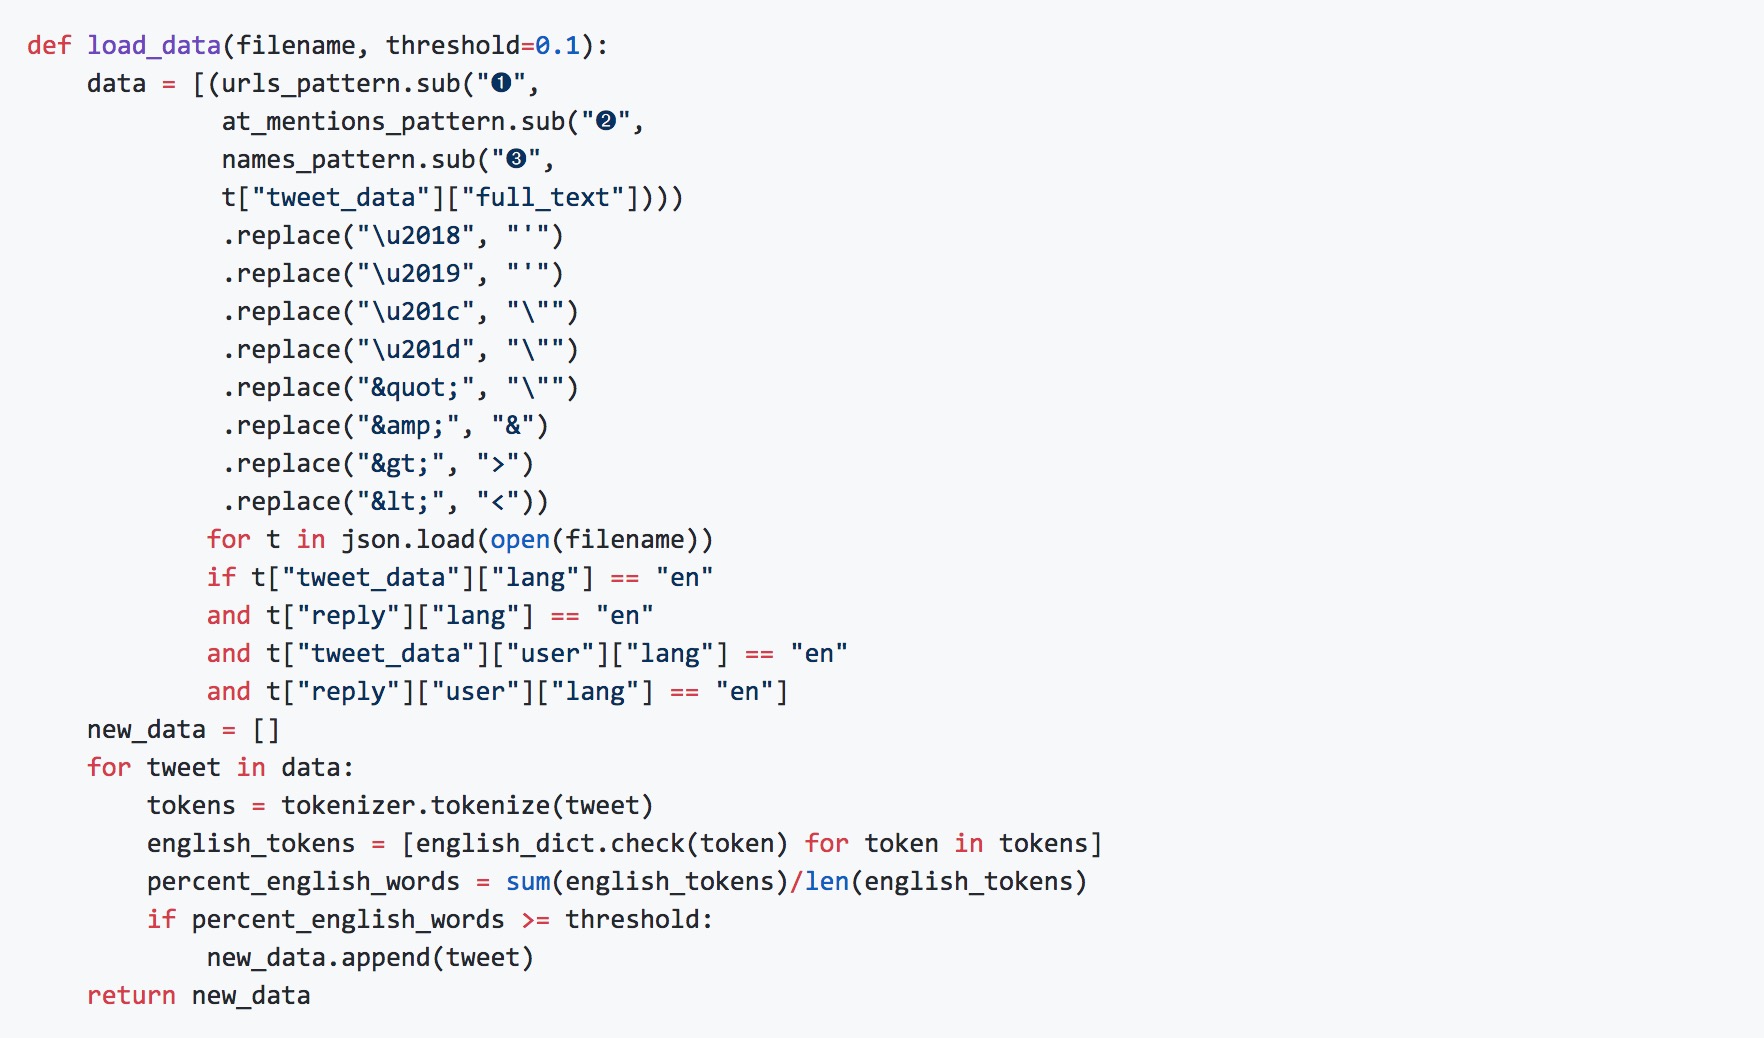 def load_data(filename, threshold=0.1):
    data = [(urls_pattern.sub("❶",
             at_mentions_pattern.sub("❷",
             names_pattern.sub("❸",
             t["tweet_data"]["full_text"])))
             .replace("\u2018", "'")
             .replace("\u2019", "'")
             .replace("\u201c", "\"")
             .replace("\u201d", "\"")
             .replace("&quot;", "\"")
             .replace("&amp;", "&")
             .replace("&gt;", ">")
             .replace("&lt;", "<"))
            for t in json.load(open(filename))
            if t["tweet_data"]["lang"] == "en"
            and t["reply"]["lang"] == "en"
            and t["tweet_data"]["user"]["lang"] == "en"
            and t["reply"]["user"]["lang"] == "en"]
    new_data = []
    for tweet in data:
        tokens = tokenizer.tokenize(tweet)
        english_tokens = [english_dict.check(token) for token in tokens]
        percent_english_words = sum(english_tokens)/len(english_tokens)
        if percent_english_words >= threshold:
            new_data.append(tweet)
    return new_data